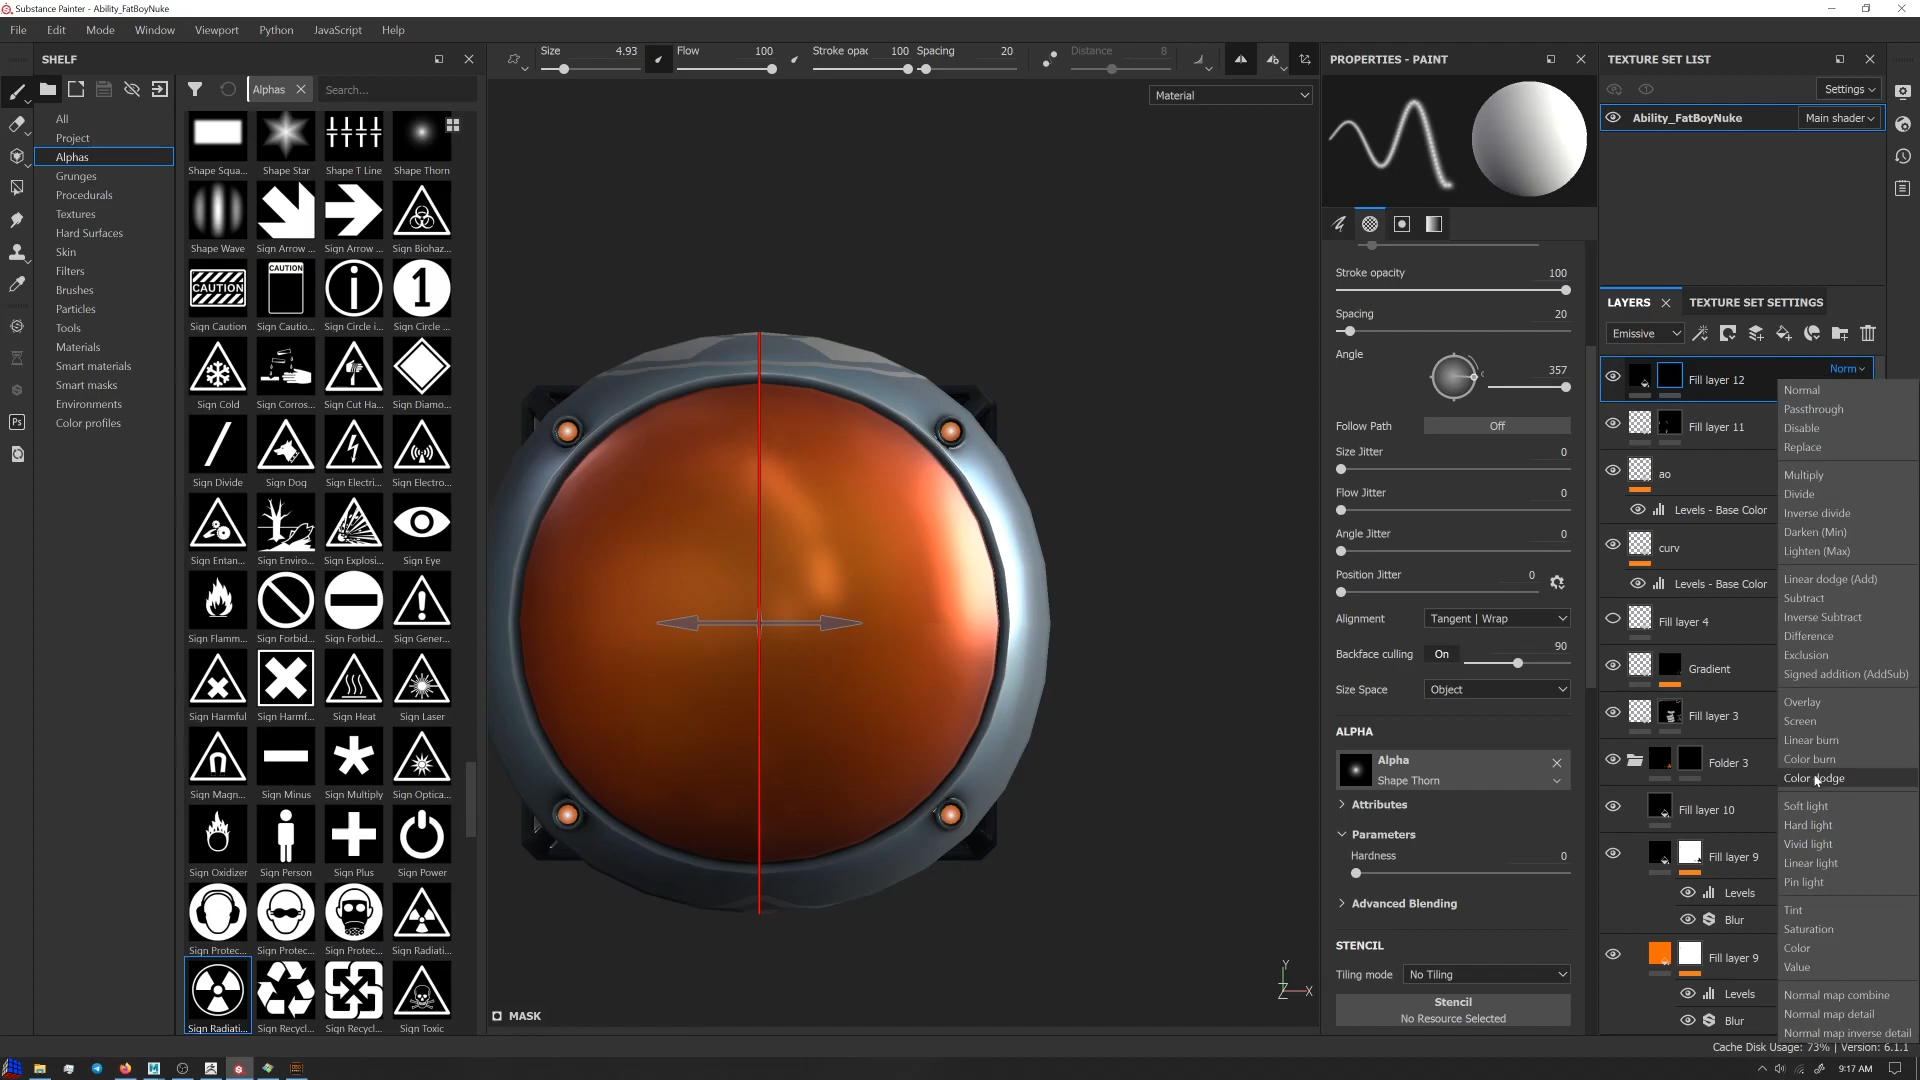 Substance Painter - Ability_FatBoyNuke
File Edit Mode Window Viewport Python JavaScript Help
SHELF
Alphas
Search...
All
Project
Alphas
Grunges
Procedurals
Textures
Hard Surfaces
Skin
Filters
Brushes
Particles
Tools
Materials
Smart materials
Smart masks
Environments
Color profiles
Ps
Shape Squa... Shape Star Shape T Line Shape Thorn
Shape Wave Sign Arrow ... Sign Arrow ... Sign Biohaz...
CAUTION CAUTION i 1
Sign Caution Sign Cautio... Sign Circle i... Sign Circle ...
Sign Cold Sign Corros... Sign Cut Ha... Sign Diamo...
Sign Divide Sign Dog Sign Electri... Sign Electro...
Sign Entan... Sign Enviro... Sign Explosi... Sign Eye
Sign Flamm... Sign Forbid... Sign Forbid... Sign Gener...
Sign Harmful Sign Harmf... Sign Heat Sign Laser
Sign Magn... Sign Minus Sign Multiply Sign Optica...
Sign Oxidizer Sign Person Sign Plus Sign Power
Sign Protec... Sign Protec... Sign Protec... Sign Radiati...
Sign Radiati... Sign Recycl... Sign Recycl... Sign Toxic
Size 4.93 Flow 100 Stroke opac 100 Spacing 20 Distance 8
Material
Y
Z X
MASK
PROPERTIES - PAINT
Stroke opacity 100
Spacing 20
Angle
357
Follow Path Off
Size Jitter 0
Flow Jitter 0
Angle Jitter 0
Position Jitter 0
Alignment Tangent | Wrap
Backface culling On 90
Size Space Object
ALPHA
Alpha
Shape Thorn
Attributes
Parameters
Hardness 0
Advanced Blending
STENCIL
Tiling mode No Tiling
Stencil
No Resource Selected
TEXTURE SET LIST
Settings
Ability_FatBoyNuke Main shader
LAYERS TEXTURE SET SETTINGS
Emissive
Fill layer 12 Norm
Fill layer 11
ao
Levels - Base Color
curv
Levels - Base Color
Fill layer 4
Gradient
Fill layer 3
Folder 3
Fill layer 10
Fill layer 9
Levels
Blur
Fill layer 9
Levels
Blur
Normal
Passthrough
Disable
Replace
Multiply
Divide
Inverse divide
Darken (Min)
Lighten (Max)
Linear dodge (Add)
Subtract
Inverse Subtract
Difference
Exclusion
Signed addition (AddSub)
Overlay
Screen
Linear burn
Color burn
Color dodge
Soft light
Hard light
Vivid light
Linear light
Pin light
Tint
Saturation
Color
Value
Normal map combine
Normal map detail
Normal map inverse detail
Cache Disk Usage: 73% | Version: 6.1.1
9:17 AM